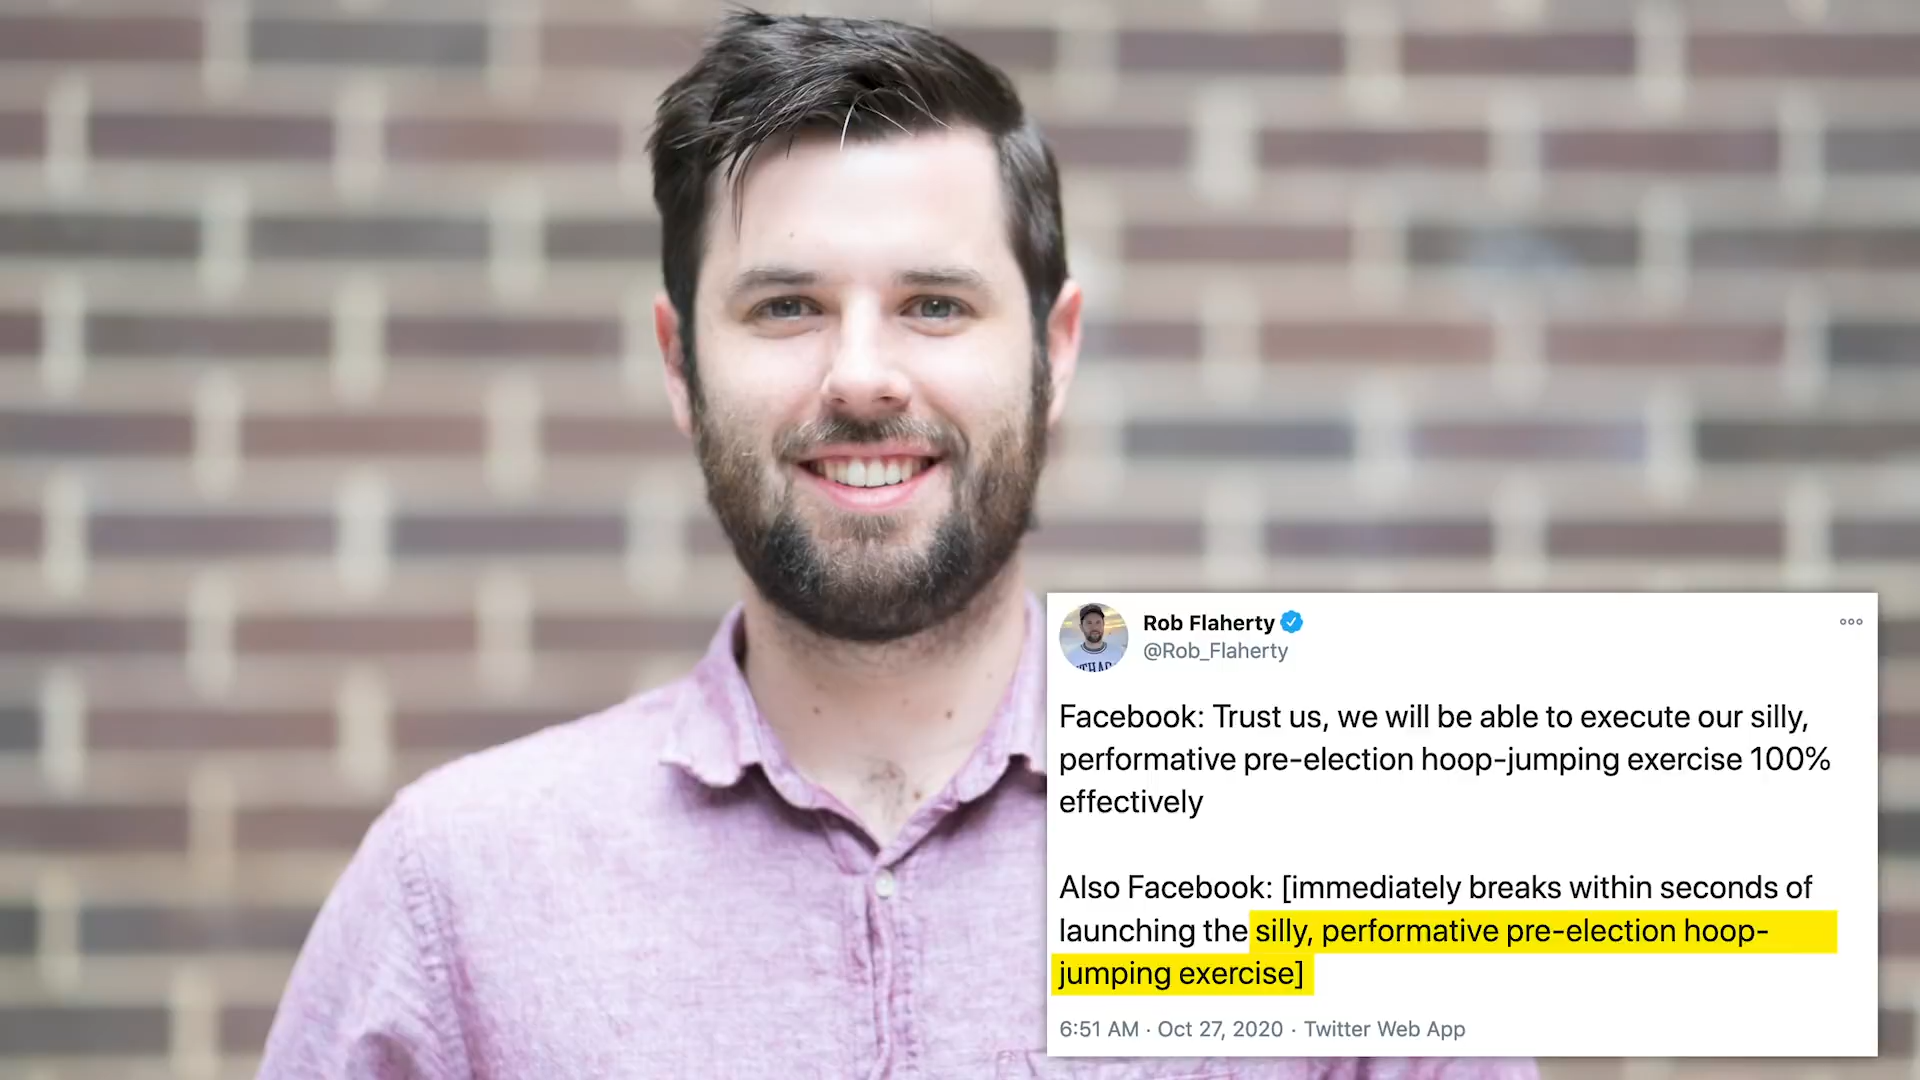 Rob Flaherty
@Rob_Flaherty
Facebook: Trust us, we will be able to execute our silly,
performative pre-election hoop-jumping exercise 100%
effectively
Also Facebook: [immediately breaks within seconds of
launching the silly, performative pre-election hoop-
jumping exercise]
6:51 AM · Oct 27, 2020 · Twitter Web App